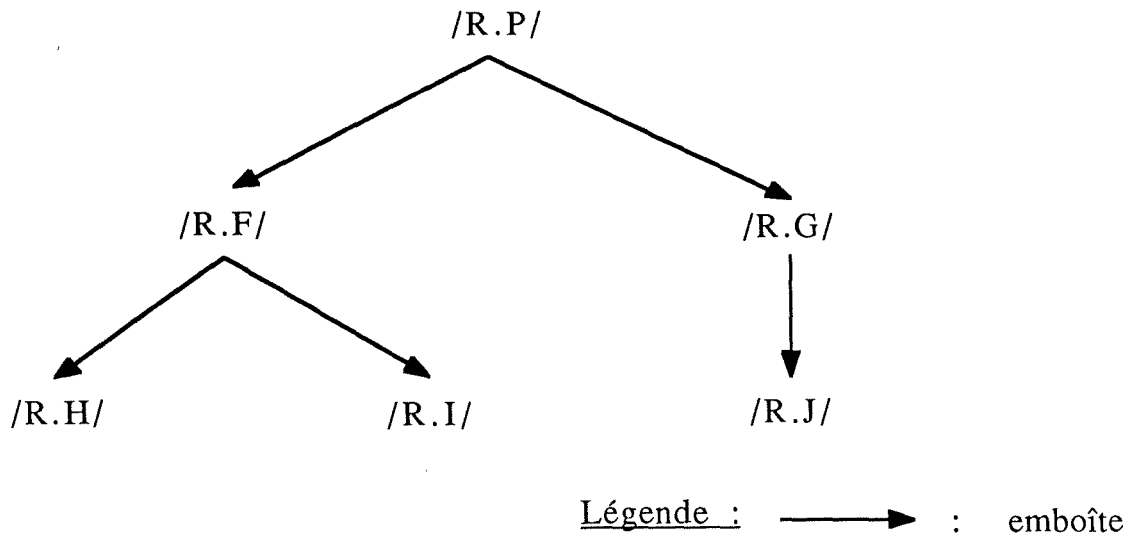 /R.P/
/R.F/ /R.G/
/R.H/ /R.I/ /R.J/
Légende : : emboîte